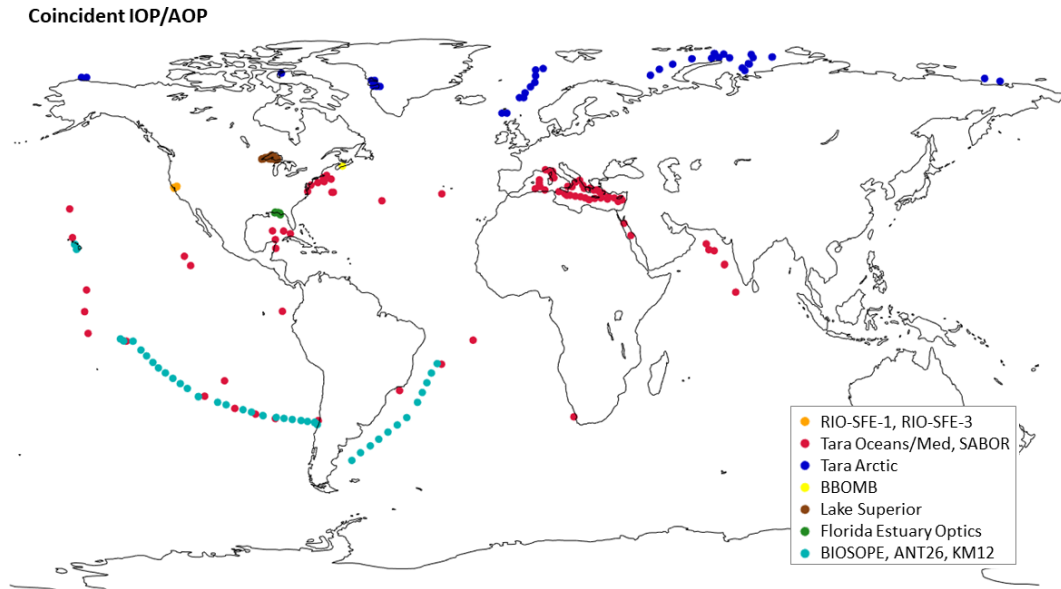 Coincident IOP/AOP
RIO-SFE-1, RIO-SFE-3
Tara Oceans/Med, SABOR
Tara Arctic
BBOMB
Lake Superior
Florida Estuary Optics
BIOSOPE, ANT26, KM12